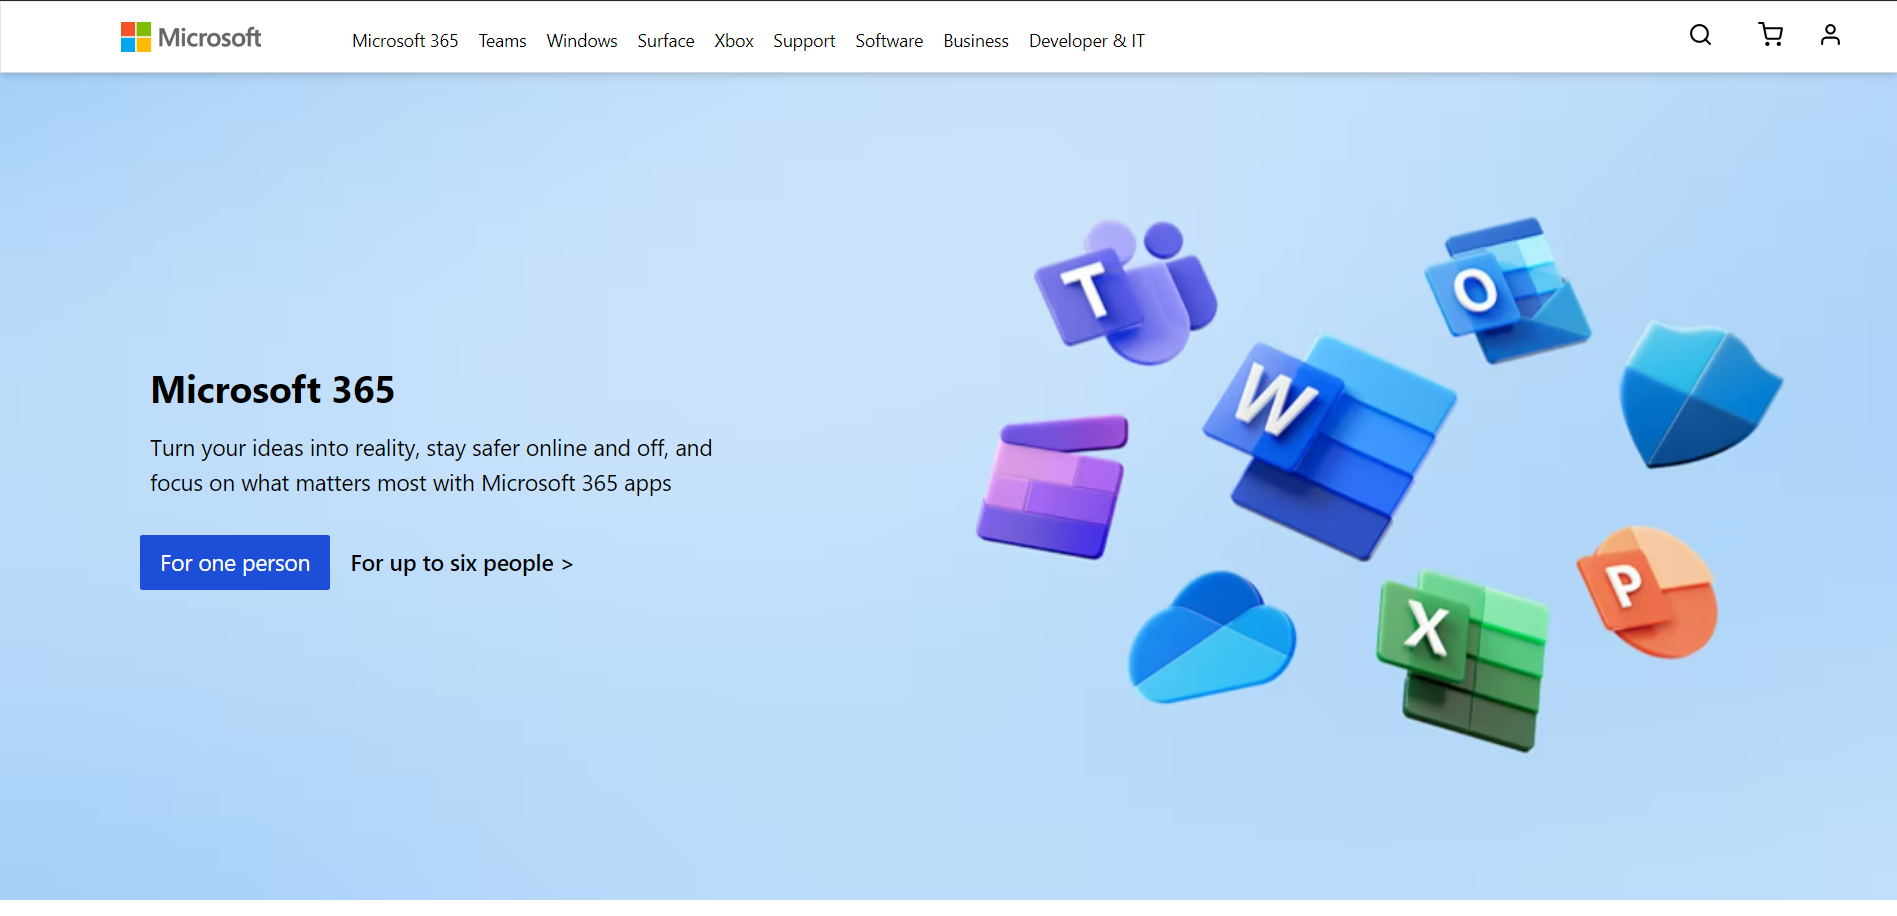 Microsoft
Microsoft 365 Teams Windows Surface Xbox Support Software Business Developer & IT
T
O
W
Microsoft 365
Turn your ideas into reality, stay safer online and off, and
focus on what matters most with Microsoft 365 apps
For one person
For up to six people >
P
X